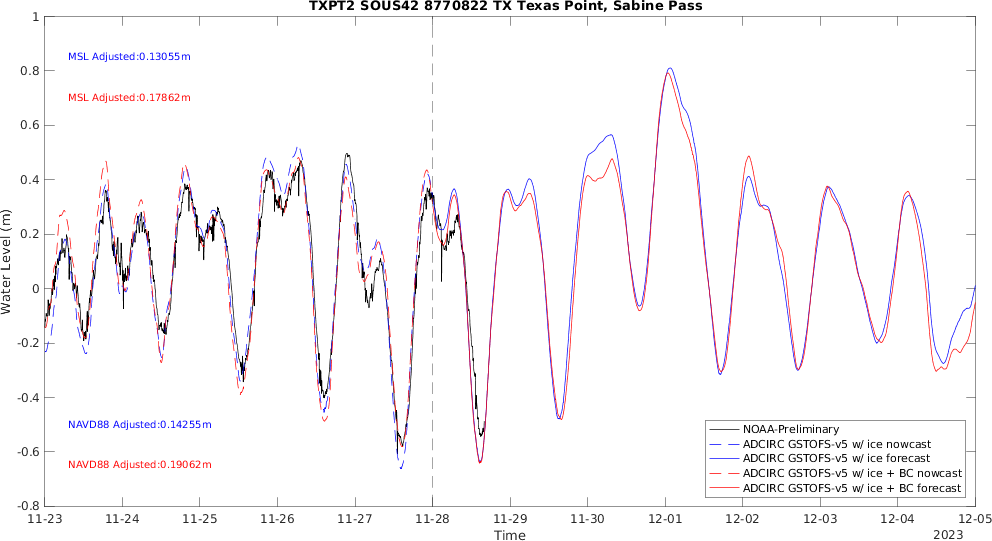 TXPT2 SOUS42 8770822 TX Texas Point, Sabine Pass
1
0.8
0.6
0.4
0.2
0
-0.2
-0.4
-0.6
-0.8
Water Level (m)
MSL Adjusted:0.13055m
MSL Adjusted:0.17862m
NAVD88 Adjusted:0.14255m
NAVD88 Adjusted:0.19062m
NOAA-Preliminary
ADCIRC GSTOFS-v5 w/ ice nowcast
ADCIRC GSTOFS-v5 w/ ice forecast
ADCIRC GSTOFS-v5 w/ ice + BC nowcast
ADCIRC GSTOFS-v5 w/ ice + BC forecast
11-23 11-24 11-25 11-26 11-27 11-28 11-29 11-30 12-01 12-02 12-03 12-04 12-05
Time
2023